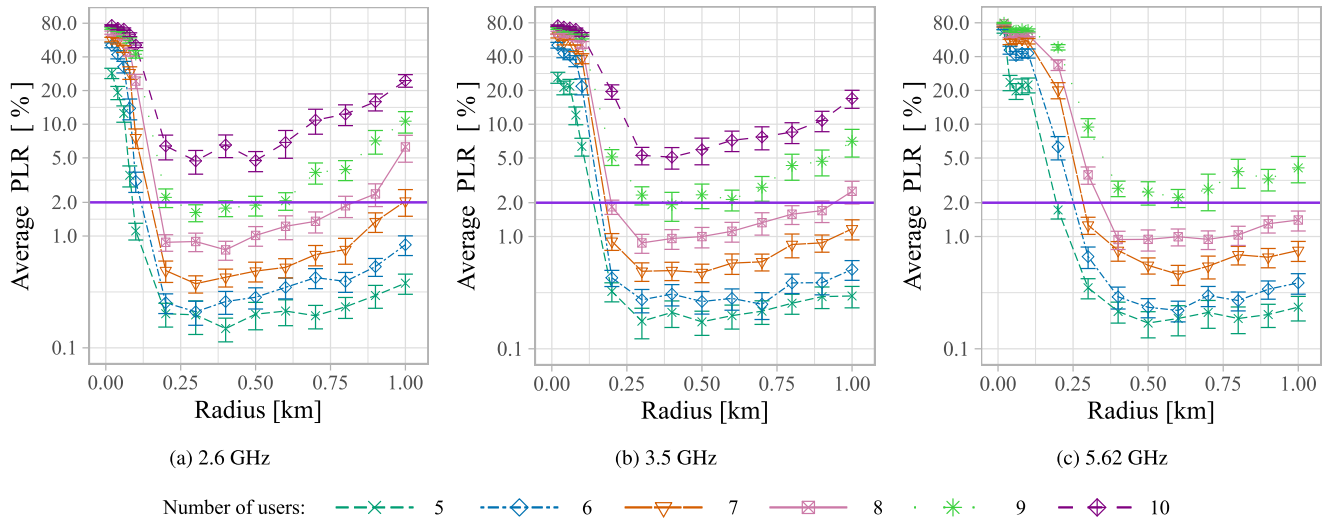 80.0
40.0
20.0
10.0
5.0
2.0
1.0
0.1
Average PLR [ % ]
0.00 0.25 0.50 0.75 1.00
Radius [km]
(a) 2.6 GHz
80.0
40.0
20.0
10.0
5.0
2.0
1.0
0.1
Average PLR [ % ]
0.00 0.25 0.50 0.75 1.00
Radius [km]
(b) 3.5 GHz
80.0
40.0
20.0
10.0
5.0
2.0
1.0
0.1
Average PLR [ % ]
0.00 0.25 0.50 0.75 1.00
Radius [km]
(c) 5.62 GHz
Number of users: 5 6 7 8 9 10